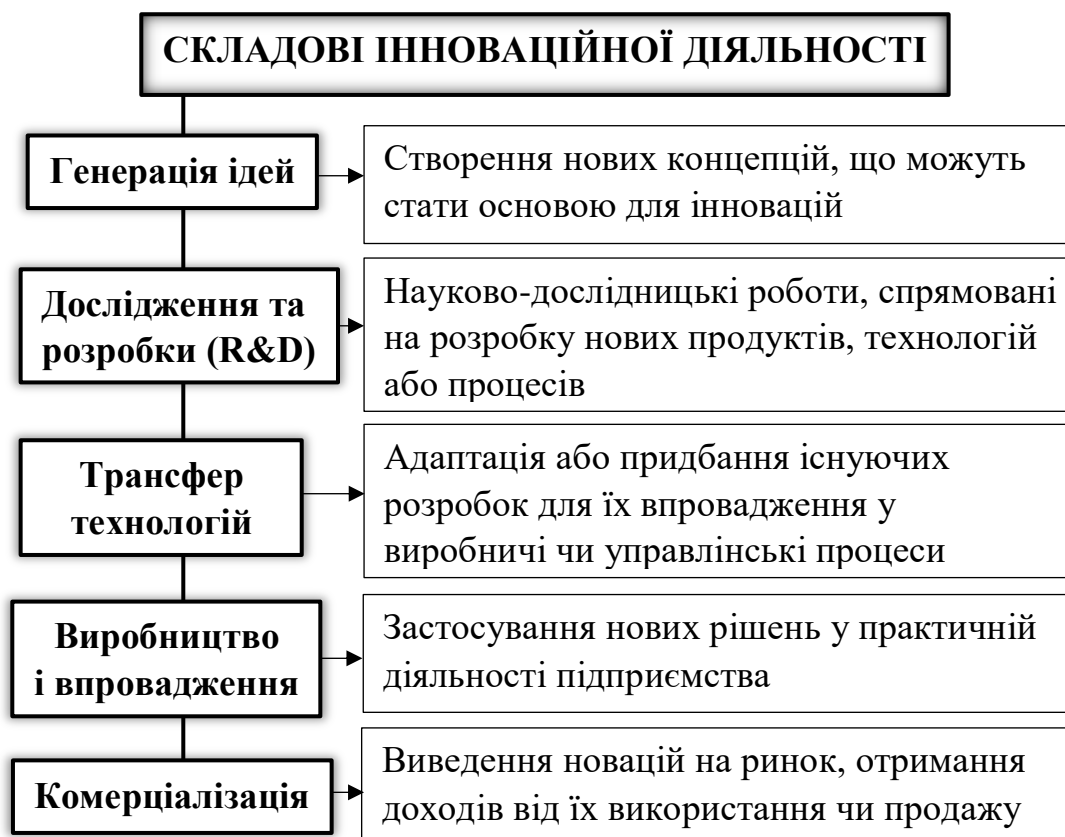 СКЛАДОВІ ІННОВАЦІЙНОЇ ДІЯЛЬНОСТІ
Генерація ідей
Створення нових концепцій, що можуть
стати основою для інновацій
Дослідження та
розробки (R&D)
Науково-дослідницькі роботи, спрямовані
на розробку нових продуктів, технологій
або процесів
Трансфер
технологій
Адаптація або придбання існуючих
розробок для їх впровадження у
виробничі чи управлінські процеси
Виробництво
і впровадження
Застосування нових рішень у практичній
діяльності підприємства
Комерціалізація
Виведення новацій на ринок, отримання
доходів від їх використання чи продажу